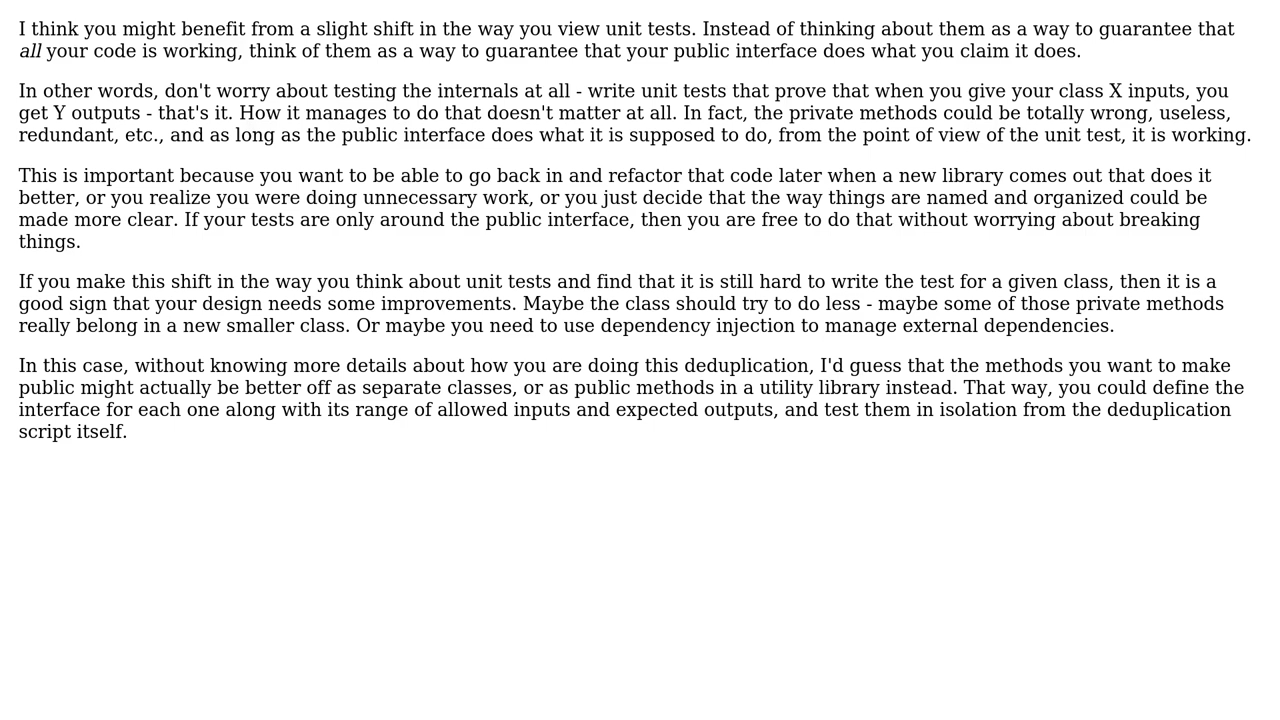 I think you might benefit from a slight shift in the way you view unit tests. Instead of thinking about them as a way to guarantee that
all your code is working, think of them as a way to guarantee that your public interface does what you claim it does.
In other words, don't worry about testing the internals at all - write unit tests that prove that when you give your class X inputs, you
get Y outputs - that's it. How it manages to do that doesn't matter at all. In fact, the private methods could be totally wrong, useless,
redundant, etc., and as long as the public interface does what it is supposed to do, from the point of view of the unit test, it is working.
This is important because you want to be able to go back in and refactor that code later when a new library comes out that does it
better, or you realize you were doing unnecessary work, or you just decide that the way things are named and organized could be
made more clear. If your tests are only around the public interface, then you are free to do that without worrying about breaking
things.
If you make this shift in the way you think about unit tests and find that it is still hard to write the test for a given class, then it is a
good sign that your design needs some improvements. Maybe the class should try to do less - maybe some of those private methods
really belong in a new smaller class. Or maybe you need to use dependency injection to manage external dependencies.
In this case, without knowing more details about how you are doing this deduplication, I'd guess that the methods you want to make
public might actually be better off as separate classes, or as public methods in a utility library instead. That way, you could define the
interface for each one along with its range of allowed inputs and expected outputs, and test them in isolation from the deduplication
script itself.